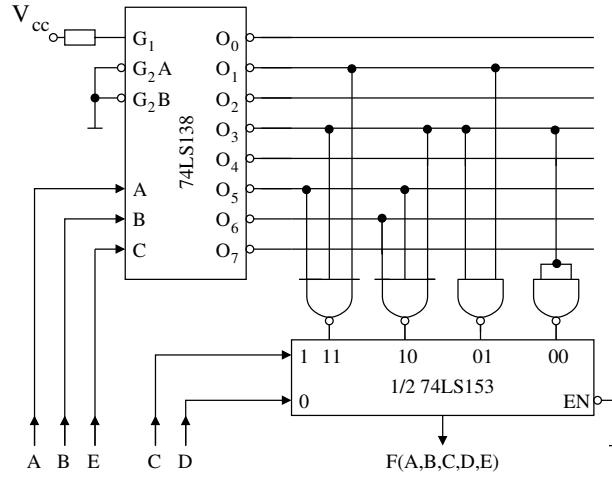 Vcc
G1 O0
G2A O1
G2B O2
O3
74LS138
O4
A O5
B O6
C O7
1 11 10 01 00
1/2 74LS153
0 EN
A B E C D F(A,B,C,D,E)